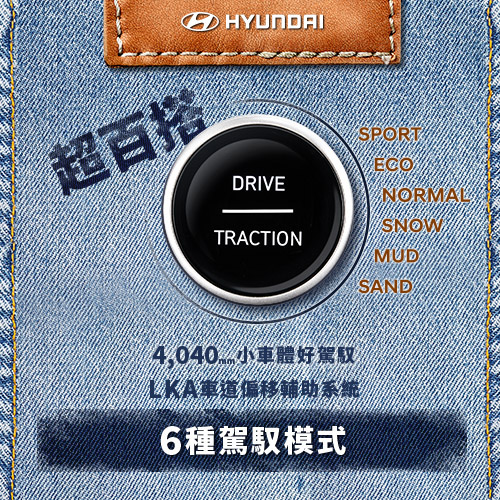 HYUNDAI
超百搭
DRIVE
TRACTION
SPORT
ECO
NORMAL
SNOW
MUD
SAND
4,040mm小車體好駕馭
LKA車道偏移輔助系統
6種駕馭模式